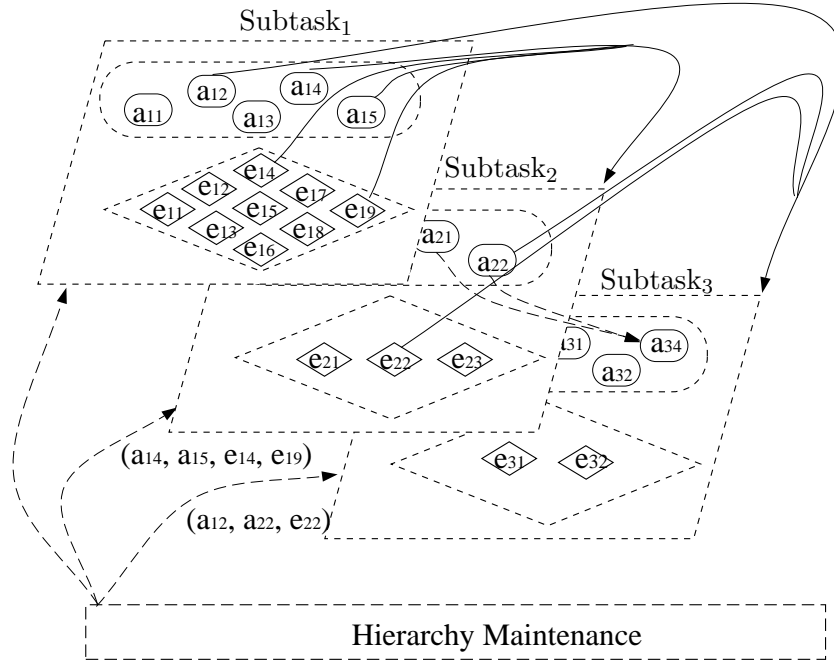 Subtask₁
a₁₁ a₁₂ a₁₃ a₁₄ a₁₅
e₁₁ e₁₂ e₁₃ e₁₄ e₁₅ e₁₆ e₁₇ e₁₈ e₁₉
Subtask₂
a₂₁ a₂₂
e₂₁ e₂₂ e₂₃
Subtask₃
a₃₁ a₃₂ a₃₄
e₃₁ e₃₂
(a₁₄, a₁₅, e₁₄, e₁₉)
(a₁₂, a₂₂, e₂₂)
Hierarchy Maintenance